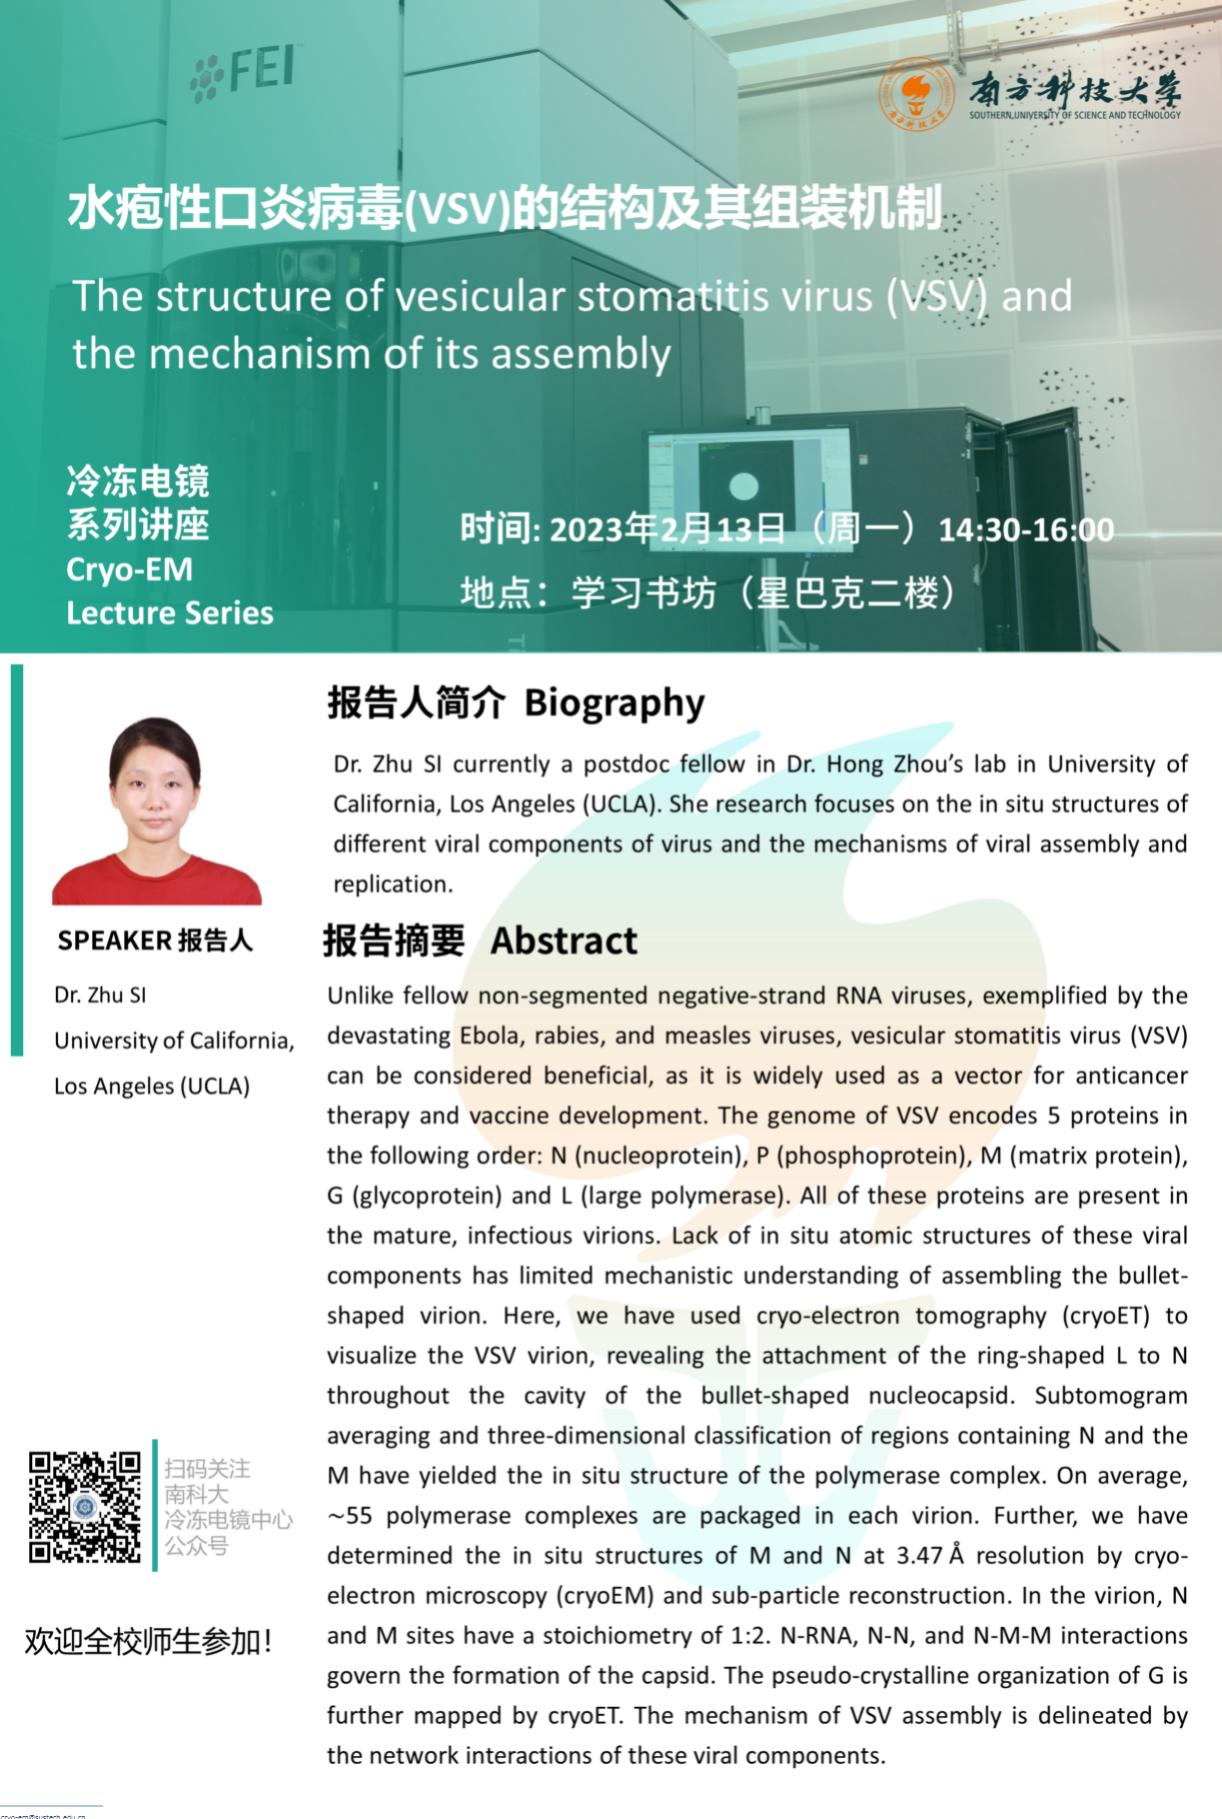 FEI
南方科技大学
SOUTHERN UNIVERSITY OF SCIENCE AND TECHNOLOGY
水疱性口炎病毒(VSV)的结构及其组装机制
The structure of vesicular stomatitis virus (VSV) and
the mechanism of its assembly
冷冻电镜
系列讲座
Cryo-EM
Lecture Series
时间: 2023年2月13日（周一）14:30-16:00
地点：学习书坊（星巴克二楼）
SPEAKER 报告人
Dr. Zhu SI
University of California,
Los Angeles (UCLA)
报告人简介 Biography
Dr. Zhu SI currently a postdoc fellow in Dr. Hong Zhou’s lab in University of
California, Los Angeles (UCLA). She research focuses on the in situ structures of
different viral components of virus and the mechanisms of viral assembly and
replication.
报告摘要 Abstract
Unlike fellow non-segmented negative-strand RNA viruses, exemplified by the
devastating Ebola, rabies, and measles viruses, vesicular stomatitis virus (VSV)
can be considered beneficial, as it is widely used as a vector for anticancer
therapy and vaccine development. The genome of VSV encodes 5 proteins in
the following order: N (nucleoprotein), P (phosphoprotein), M (matrix protein),
G (glycoprotein) and L (large polymerase). All of these proteins are present in
the mature, infectious virions. Lack of in situ atomic structures of these viral
components has limited mechanistic understanding of assembling the bullet-
shaped virion. Here, we have used cryo-electron tomography (cryoET) to
visualize the VSV virion, revealing the attachment of the ring-shaped L to N
throughout the cavity of the bullet-shaped nucleocapsid. Subtomogram
averaging and three-dimensional classification of regions containing N and the
M have yielded the in situ structure of the polymerase complex. On average,
~55 polymerase complexes are packaged in each virion. Further, we have
determined the in situ structures of M and N at 3.47 Å resolution by cryo-
electron microscopy (cryoEM) and sub-particle reconstruction. In the virion, N
and M sites have a stoichiometry of 1:2. N-RNA, N-N, and N-M-M interactions
govern the formation of the capsid. The pseudo-crystalline organization of G is
further mapped by cryoET. The mechanism of VSV assembly is delineated by
the network interactions of these viral components.
扫码关注
南科大
冷冻电镜中心
公众号
欢迎全校师生参加！
cryo-em@sustech.edu.cn